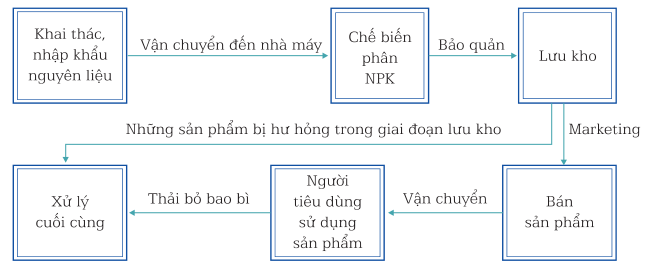 Khai thác,
nhập khẩu
nguyên liệu
Vận chuyển đến nhà máy
Chế biến
phân
NPK
Bảo quản
Lưu kho
Những sản phẩm bị hư hỏng trong giai đoạn lưu kho
Marketing
Xử lý
cuối cùng
Thải bỏ bao bì
Người
tiêu dùng
sử dụng
sản phẩm
Vận chuyển
Bán
sản phẩm